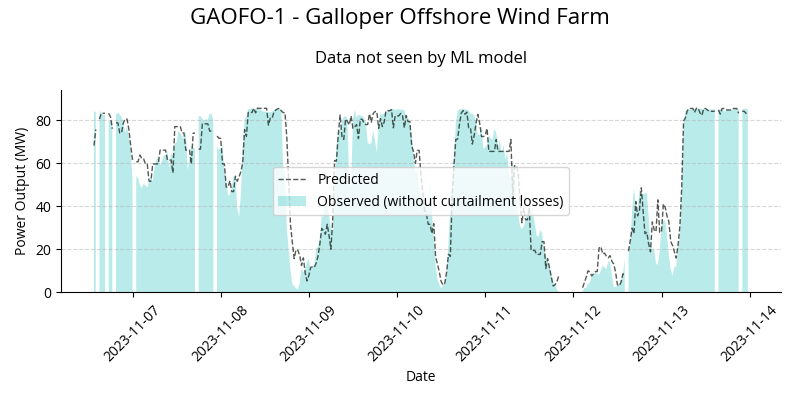 GAOFO-1 - Galloper Offshore Wind Farm
Data not seen by ML model
Power Output (MW)
80
60
40
20
0
Predicted
Observed (without curtailment losses)
2023-11-07
2023-11-08
2023-11-09
2023-11-10
2023-11-11
2023-11-12
2023-11-13
2023-11-14
Date